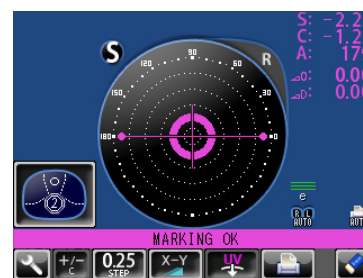 S: -2.2
C: -1.2
A: 17
⊿O: 0.0
⊿D: 0.0
S
R
90
120
60
150
30
180
0
2
e
R L
AUTO
AUT
MARKING OK
+/-
C
0.25
STEP
X-Y
UV